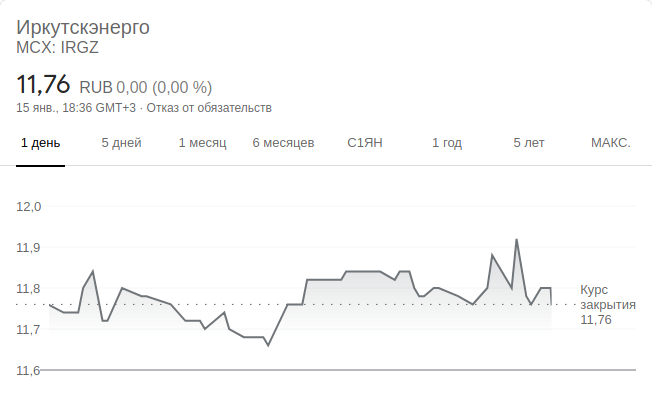 Иркутскэнерго
MCX: IRGZ
11,76 RUB 0,00 (0,00 %)
15 янв., 18:36 GMT+3 · Отказ от обязательств
1 день 5 дней 1 месяц 6 месяцев С1ЯН 1 год 5 лет МАКС.
12,0
11,9
11,8
11,7
11,6
Курс
закрытия
11,76